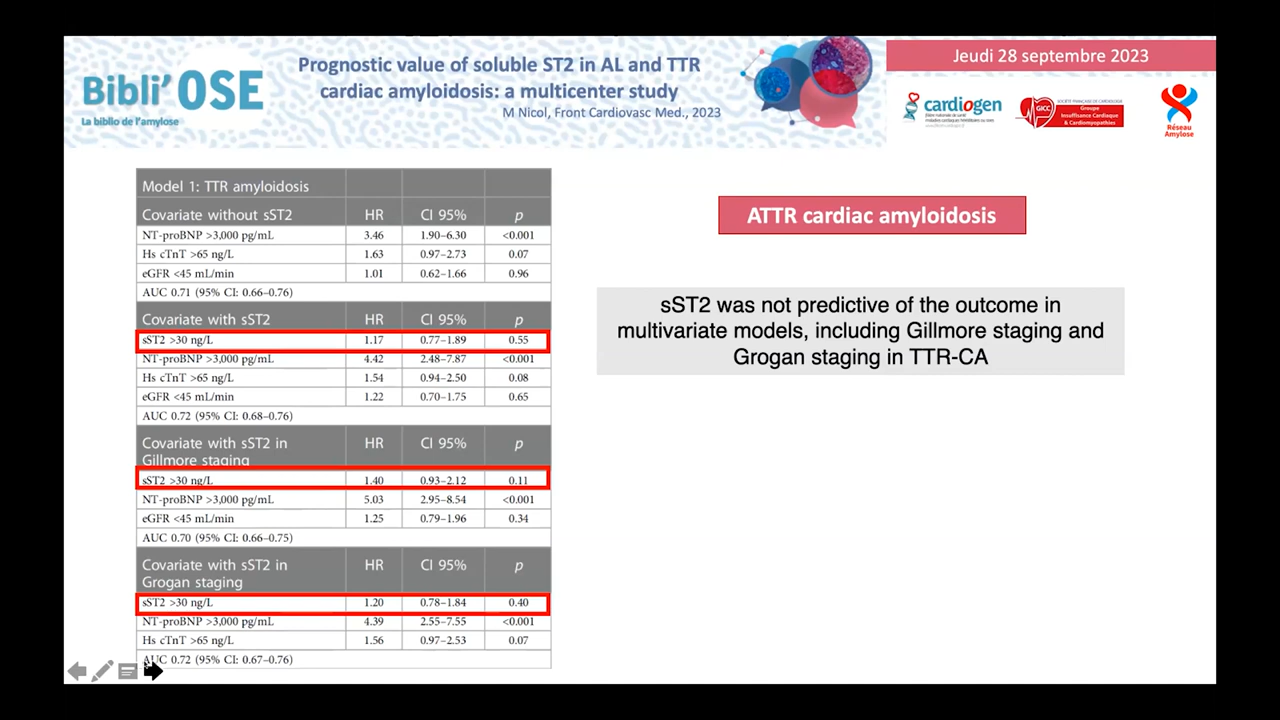 Bibli'OSE
La biblio de l'amylose
Prognostic value of soluble ST2 in AL and TTR
cardiac amyloidosis: a multicenter study
M Nicol, Front Cardiovasc Med., 2023
Jeudi 28 septembre 2023
cardiogen
GICC
SOCIÉTÉ FRANÇAISE DE CARDIOLOGIE
Groupe
Insuffisance Cardiaque
& Cardiomyopathies
Réseau
Amylose
Model 1: TTR amyloidosis
Covariate without sST2 HR CI 95% p
NT-proBNP >3,000 pg/mL 3.46 1.90–6.30 <0.001
Hs cTnT >65 ng/L 1.63 0.97–2.73 0.07
eGFR <45 mL/min 1.01 0.62–1.66 0.96
AUC 0.71 (95% CI: 0.66–0.76)
Covariate with sST2 HR CI 95% p
sST2 >30 ng/L 1.17 0.77–1.89 0.55
NT-proBNP >3,000 pg/mL 4.42 2.48–7.87 <0.001
Hs cTnT >65 ng/L 1.54 0.94–2.50 0.08
eGFR <45 mL/min 1.22 0.70–1.75 0.65
AUC 0.72 (95% CI: 0.68–0.76)
Covariate with sST2 in HR CI 95% p
Gillmore staging
sST2 >30 ng/L 1.40 0.93–2.12 0.11
NT-proBNP >3,000 pg/mL 5.03 2.95–8.54 <0.001
eGFR <45 mL/min 1.25 0.79–1.96 0.34
AUC 0.70 (95% CI: 0.66–0.75)
Covariate with sST2 in HR CI 95% p
Grogan staging
sST2 >30 ng/L 1.20 0.78–1.84 0.40
NT-proBNP >3,000 pg/mL 4.39 2.55–7.55 <0.001
Hs cTnT >65 ng/L 1.56 0.97–2.53 0.07
AUC 0.72 (95% CI: 0.67–0.76)
ATTR cardiac amyloidosis
sST2 was not predictive of the outcome in
multivariate models, including Gillmore staging and
Grogan staging in TTR-CA